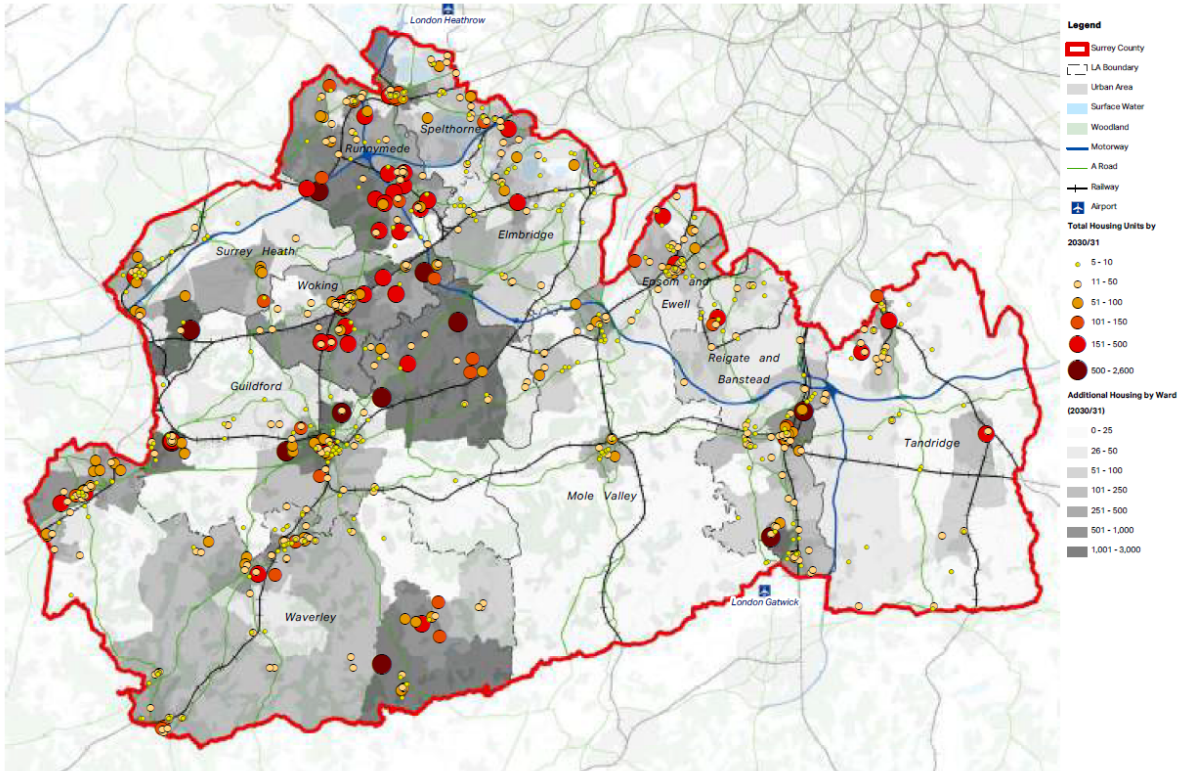 London Heathrow
Spelthorne
Runnymede
Elmbridge
Surrey Heath
Woking
Epsom and
Ewell
Reigate and
Banstead
Guildford
Tandridge
Mole Valley
London Gatwick
Waverley
Legend
Surrey County
LA Boundary
Urban Area
Surface Water
Woodland
Motorway
A Road
Railway
Airport
Total Housing Units by
2030/31
5 - 10
11 - 50
51 - 100
101 - 150
151 - 500
500 - 2,600
Additional Housing by Ward
(2030/31)
0 - 25
26 - 50
51 - 100
101 - 250
251 - 500
501 - 1,000
1,001 - 3,000